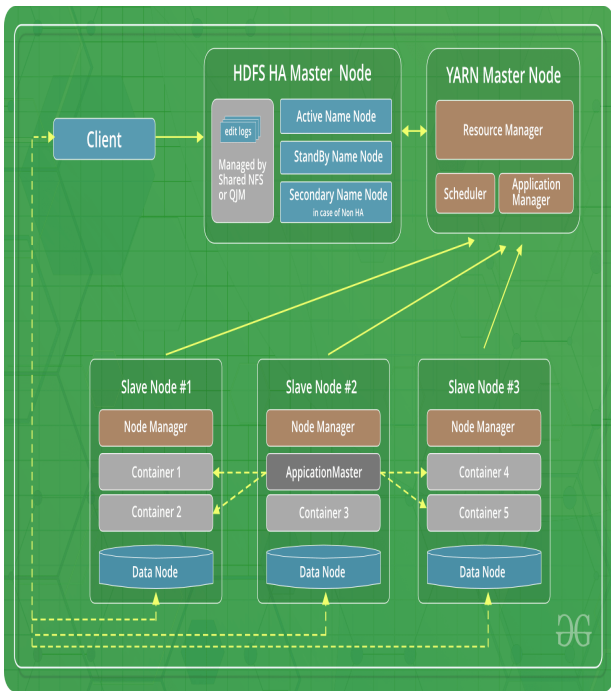 HDFS HA Master Node
YARN Master Node
Client
edit logs
Managed by
Shared NFS
or QJM
Active Name Node
StandBy Name Node
Secondary Name Node
in case of Non HA
Resource Manager
Scheduler
Application
Manager
Slave Node #1
Node Manager
Container 1
Container 2
Data Node
Slave Node #2
Node Manager
AppicationMaster
Container 3
Data Node
Slave Node #3
Node Manager
Container 4
Container 5
Data Node